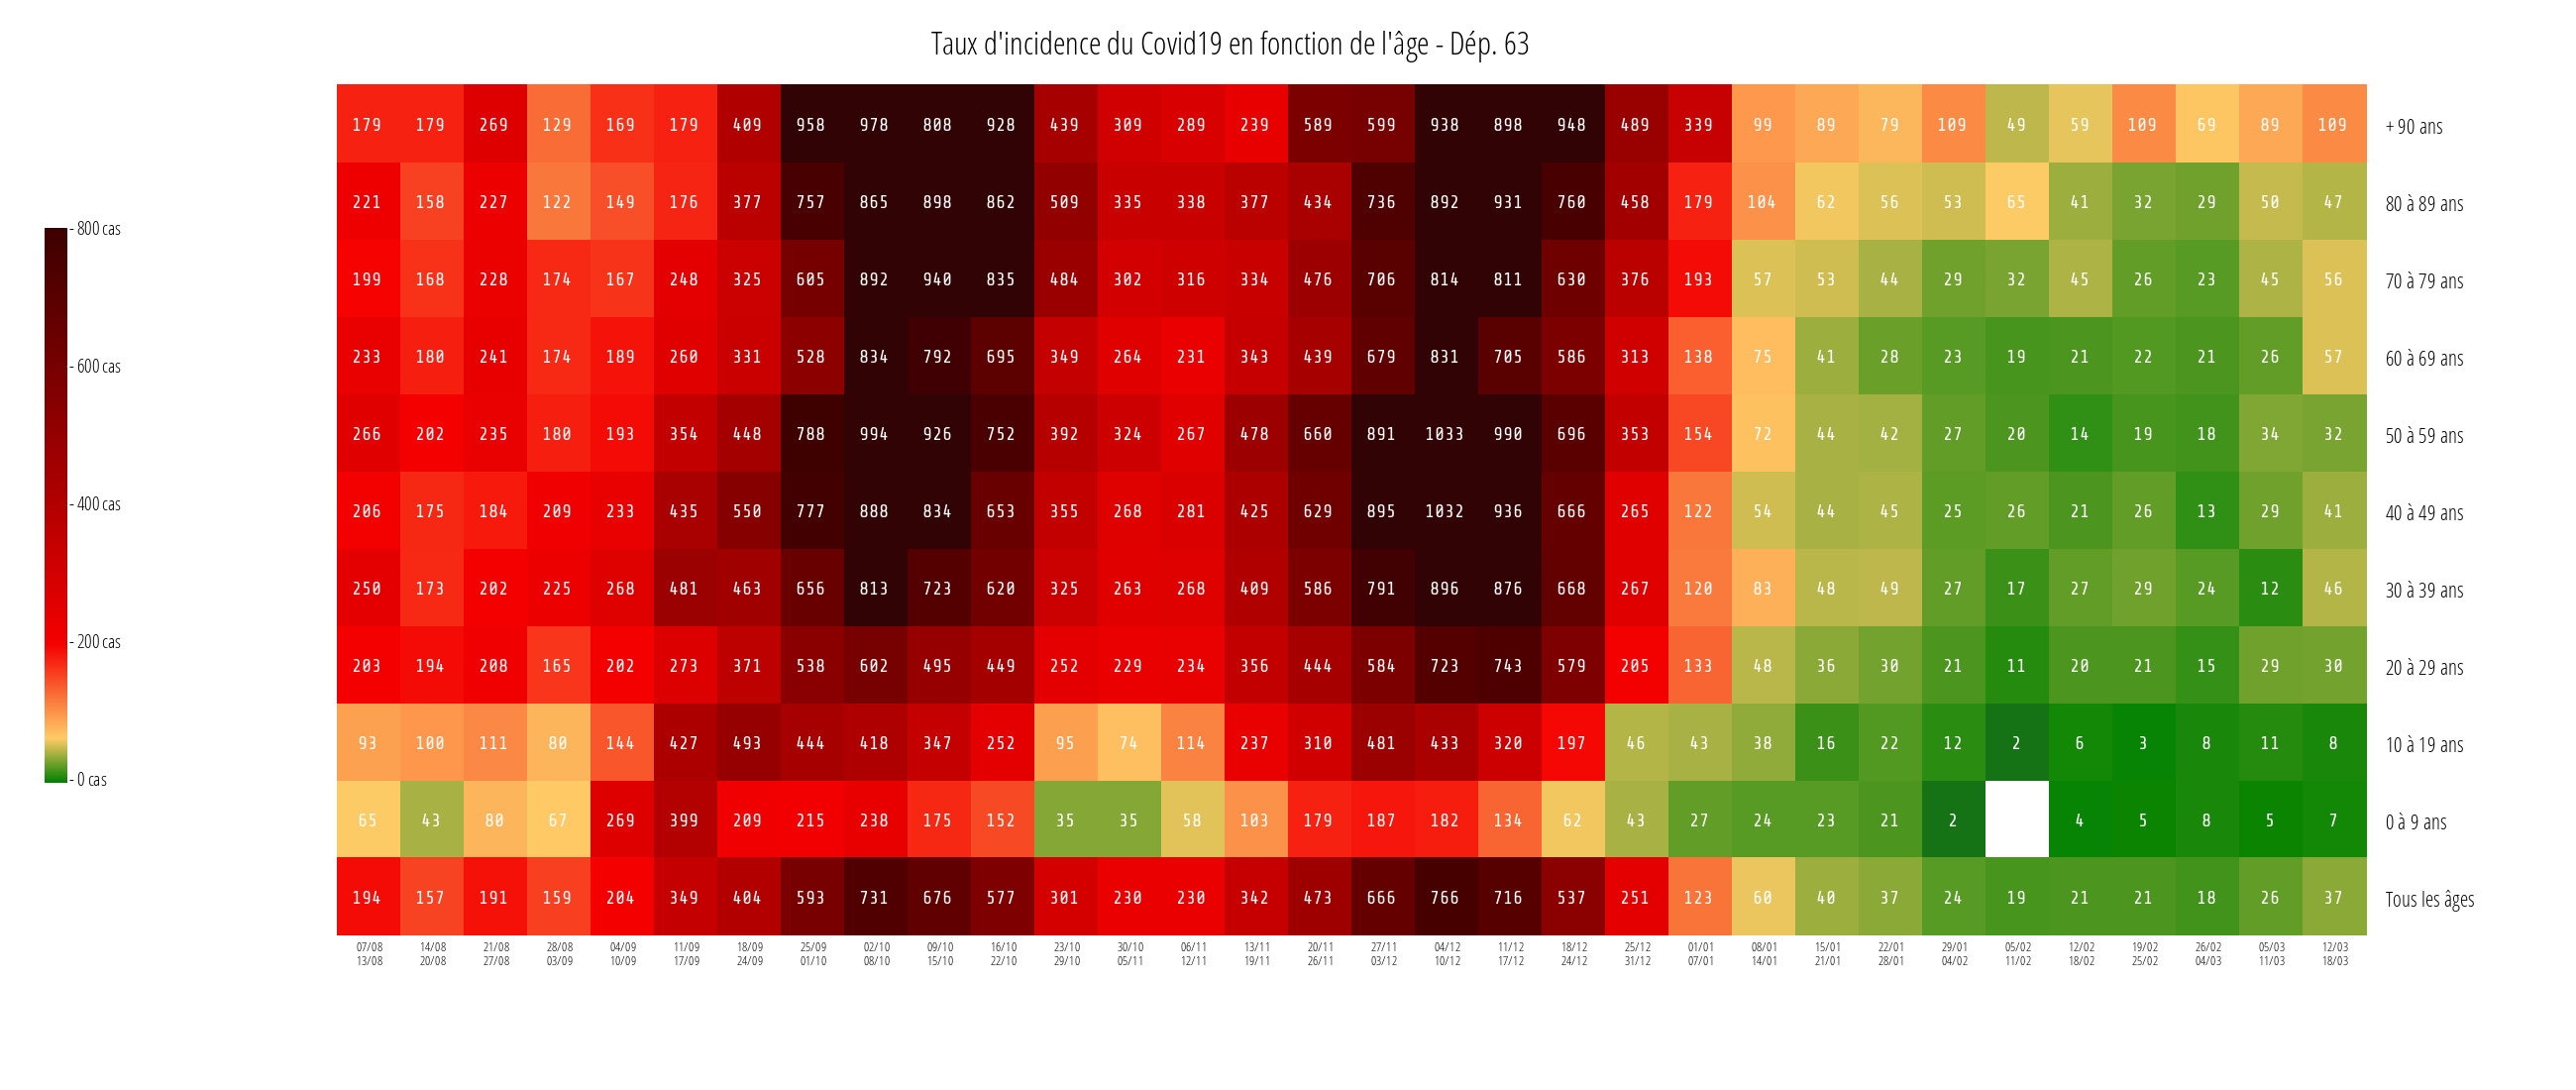 Taux d'incidence du Covid19 en fonction de l'âge - Dép. 63
- 800 cas
- 600 cas
- 400 cas
- 200 cas
- 0 cas
179 179 269 129 169 179 409 958 978 808 928 439 309 289 239 589 599 938 898 948 489 339 99 89 79 109 49 59 109 69 89 109 + 90 ans
221 158 227 122 149 176 377 757 865 898 862 509 335 338 377 434 736 892 931 760 458 179 104 62 56 53 65 41 32 29 50 47 80 à 89 ans
199 168 228 174 167 248 325 605 892 940 835 484 302 316 334 476 706 814 811 630 376 193 57 53 44 29 32 45 26 23 45 56 70 à 79 ans
233 180 241 174 189 260 331 528 834 792 695 349 264 231 343 439 679 831 705 586 313 138 75 41 28 23 19 21 22 21 26 57 60 à 69 ans
266 202 235 180 193 354 448 788 994 926 752 392 324 267 478 660 891 1033 990 696 353 154 72 44 42 27 20 14 19 18 34 32 50 à 59 ans
206 175 184 209 233 435 550 777 888 834 653 355 268 281 425 629 895 1032 936 666 265 122 54 44 45 25 26 21 26 13 29 41 40 à 49 ans
250 173 202 225 268 481 463 656 813 723 620 325 263 268 409 586 791 896 876 668 267 120 83 48 49 27 17 27 29 24 12 46 30 à 39 ans
203 194 208 165 202 273 371 538 602 495 449 252 229 234 356 444 584 723 743 579 205 133 48 36 30 21 11 20 21 15 29 30 20 à 29 ans
93 100 111 80 144 427 493 444 418 347 252 95 74 114 237 310 481 433 320 197 46 43 38 16 22 12 2 6 3 8 11 8 10 à 19 ans
65 43 80 67 269 399 209 215 238 175 152 35 35 58 103 179 187 182 134 62 43 27 24 23 21 2 4 5 8 5 7 0 à 9 ans
194 157 191 159 204 349 404 593 731 676 577 301 230 230 342 473 666 766 716 537 251 123 60 40 37 24 19 21 21 18 26 37 Tous les âges
07/08 14/08 21/08 28/08 04/09 11/09 18/09 25/09 02/10 09/10 16/10 23/10 30/10 06/11 13/11 20/11 27/11 04/12 11/12 18/12 25/12 01/01 08/01 15/01 22/01 29/01 05/02 12/02 19/02 26/02 05/03 12/03
13/08 20/08 27/08 03/09 10/09 17/09 24/09 01/10 08/10 15/10 22/10 29/10 05/11 12/11 19/11 26/11 03/12 10/12 17/12 24/12 31/12 07/01 14/01 21/01 28/01 04/02 11/02 18/02 25/02 04/03 11/03 18/03